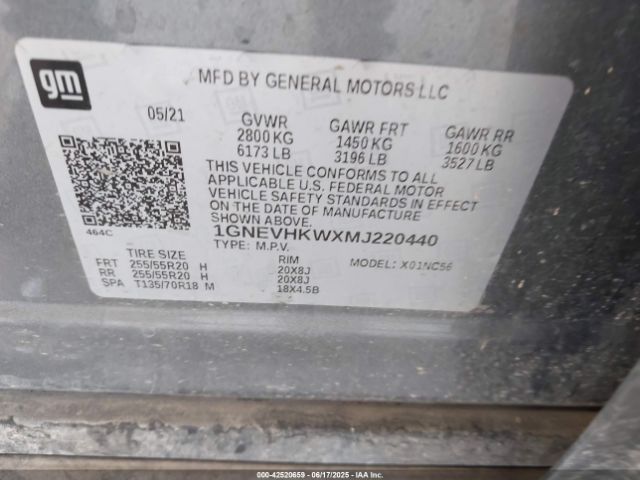 gm
MFD BY GENERAL MOTORS LLC
05/21 GVWR GAWR FRT GAWR RR
2800 KG 1450 KG 1600 KG
6173 LB 3196 LB 3527 LB
THIS VEHICLE CONFORMS TO ALL
APPLICABLE U.S. FEDERAL MOTOR
VEHICLE SAFETY STANDARDS IN EFFECT
ON THE DATE OF MANUFACTURE
SHOWN ABOVE.
464C 1GNEVHKWXMJ220440
TYPE: M.P.V. MODEL: X01NC56
TIRE SIZE RIM
FRT 255/55R20 H 20X8J
RR 255/55R20 H 20X8J
SPA T135/70R18 M 18X4.5B
000-42520659 - 06/17/2025 - IAA Inc.